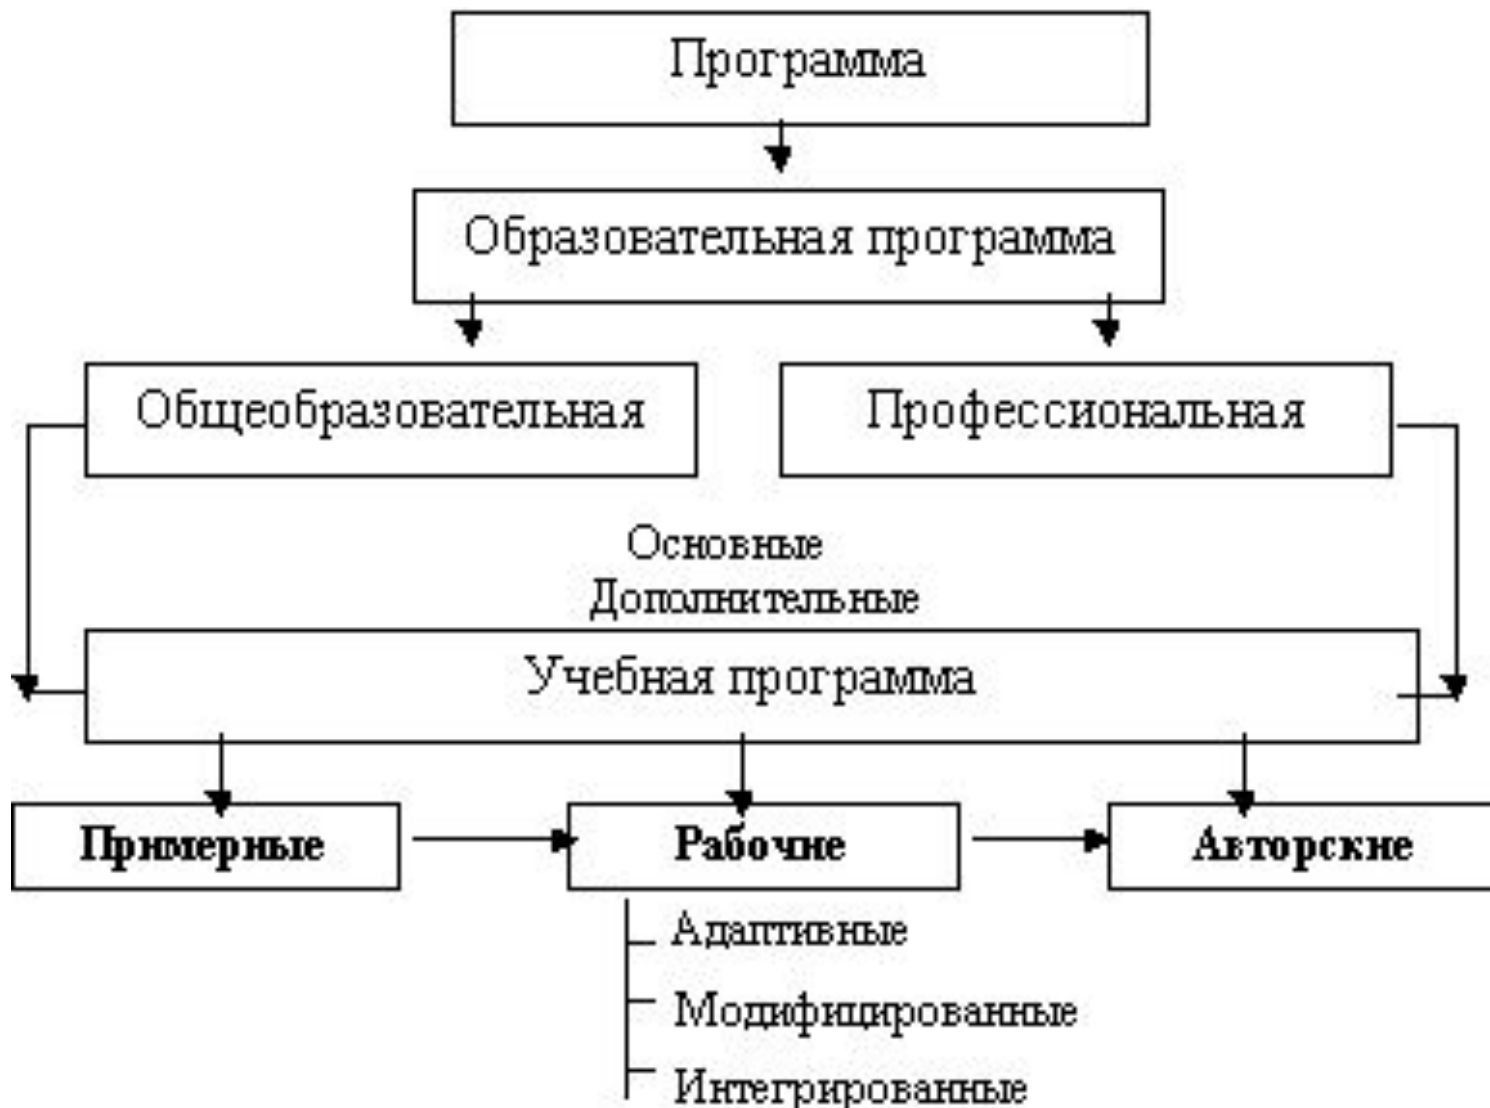 Программа
Образовательная программа
Общеобразовательная
Профессиональная
Основные
Дополнительные
Учебная программа
Примерные
Рабочие
Авторские
Адаптивные
Модифицированные
Интегрированные